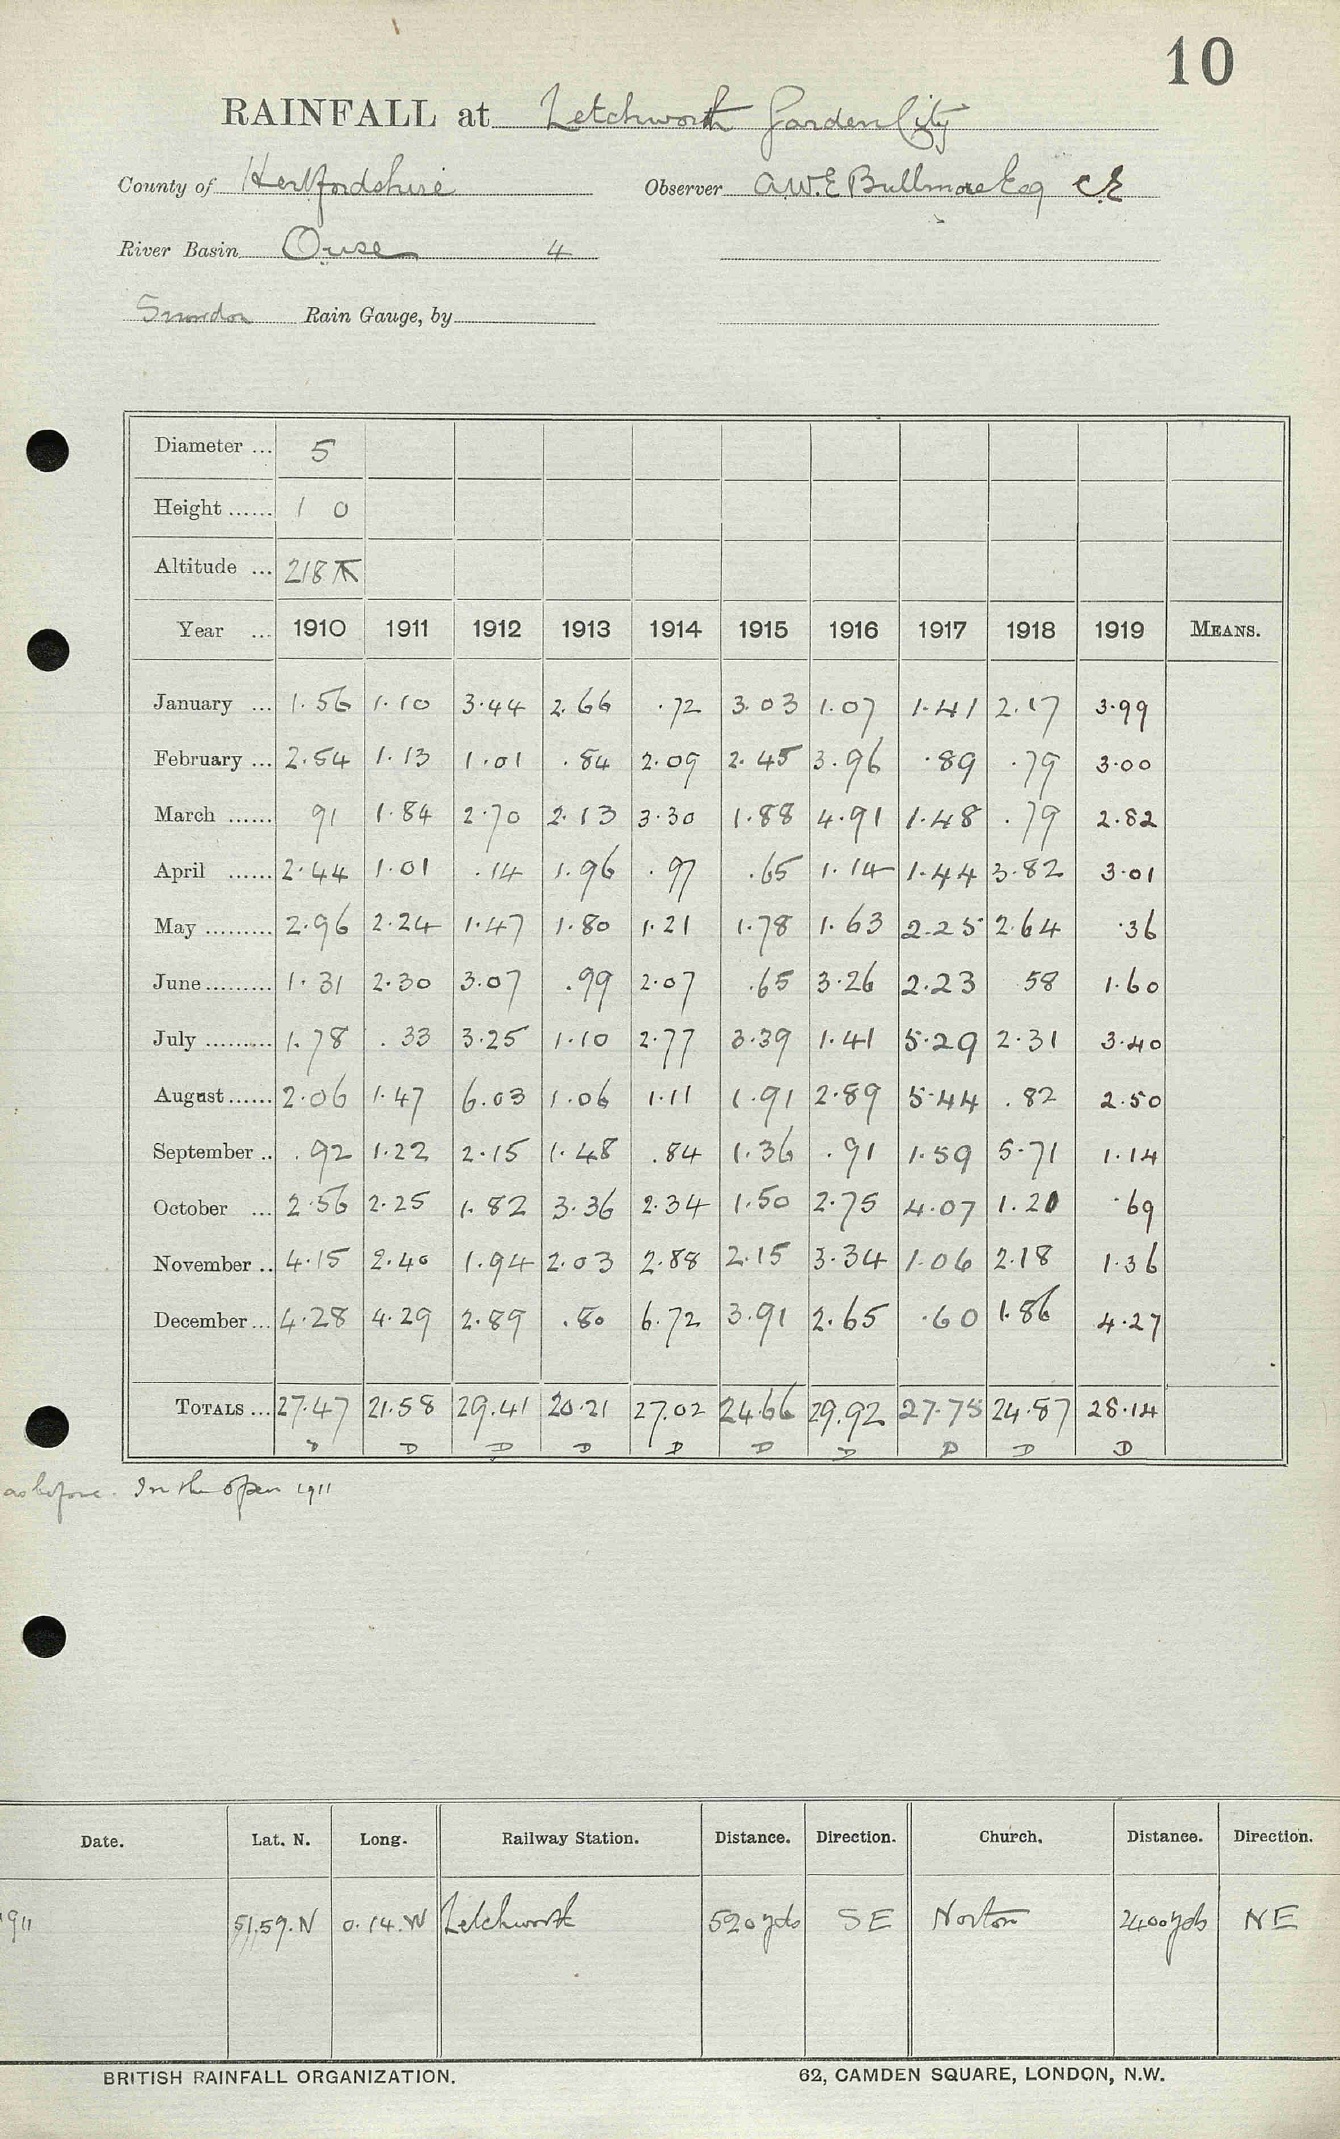 10
RAINFALL at Letchworth Garden City
County of Hertfordshire Observer A.W.E Bullmore Esq C.E
River Basin Ouse 4
Snowdon Rain Gauge, by
Diameter ... 5
Height ...... 1 0
Altitude ... 218
Year ... 1910 1911 1912 1913 1914 1915 1916 1917 1918 1919 MEANS.
January ... 1.56 1.10 3.44 2.66 .72 3.03 1.07 1.41 2.17 3.99
February ... 2.54 1.13 1.01 .84 2.09 2.45 3.96 .89 .79 3.00
March ...... 91 1.84 2.70 2.13 3.30 1.88 4.91 1.48 .79 2.82
April ...... 2.44 1.01 .14 1.96 .97 .65 1.14 1.44 3.82 3.01
May ......... 2.96 2.24 1.47 1.80 1.21 1.78 1.63 2.25 2.64 .36
June ......... 1.31 2.30 3.07 .99 2.07 .65 3.26 2.23 58 1.60
July ......... 1.78 .33 3.25 1.10 2.77 3.39 1.41 5.29 2.31 3.40
August ...... 2.06 1.47 6.03 1.06 1.11 1.91 2.89 5.44 .82 2.50
September .. .92 1.22 2.15 1.48 .84 1.36 .91 1.59 5.71 1.14
October ... 2.56 2.25 1.82 3.36 2.34 1.50 2.75 4.07 1.20 .69
November .. 4.15 2.40 1.94 2.03 2.88 2.15 3.34 1.06 2.18 1.36
December ... 4.28 4.29 2.89 .80 6.72 3.91 2.65 .60 1.86 4.27
TOTALS ... 27.47 21.58 29.41 20.21 27.02 24.66 29.92 27.75 24.87 28.14
D D D D D D D D D D
as before. In the open 1911
Date. Lat. N. Long. Railway Station. Distance. Direction. Church. Distance. Direction.
1911 51.59.N 0.14.W Letchworth 520 yds SE Norton 2400 yds NE
BRITISH RAINFALL ORGANIZATION. 62, CAMDEN SQUARE, LONDON, N.W.